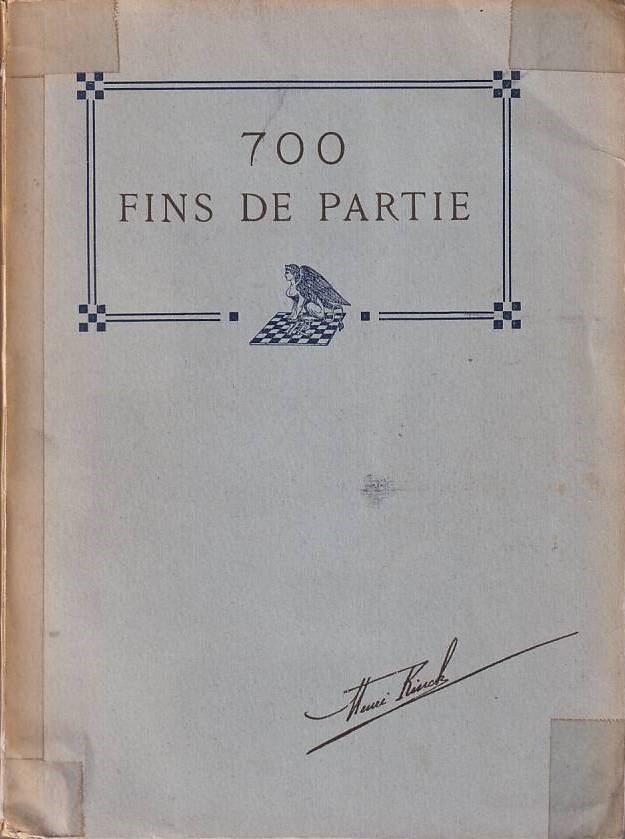 700
FINS DE PARTIE
Henri Rinck